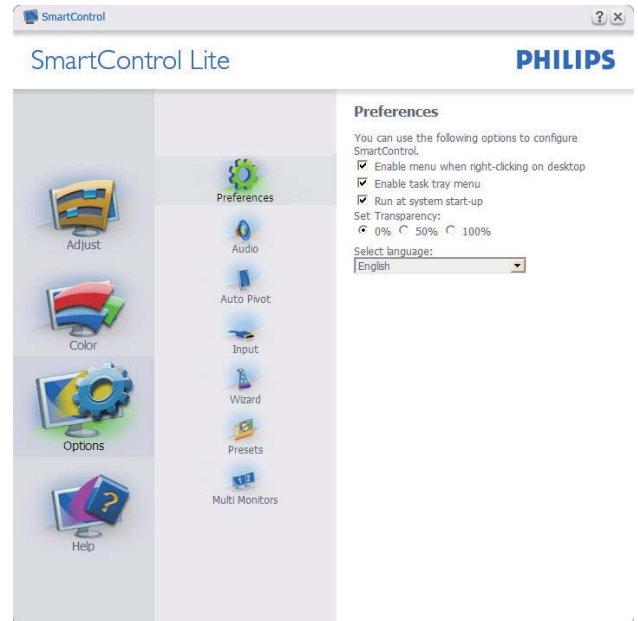 SmartControl
SmartControl Lite
PHILIPS
Adjust
Color
Options
Help
Preferences
Audio
Auto Pivot
Input
Wizard
Presets
Multi Monitors
Preferences
You can use the following options to configure
SmartControl.
Enable menu when right-clicking on desktop
Enable task tray menu
Run at system start-up
Set Transparency:
0% 50% 100%
Select language:
English